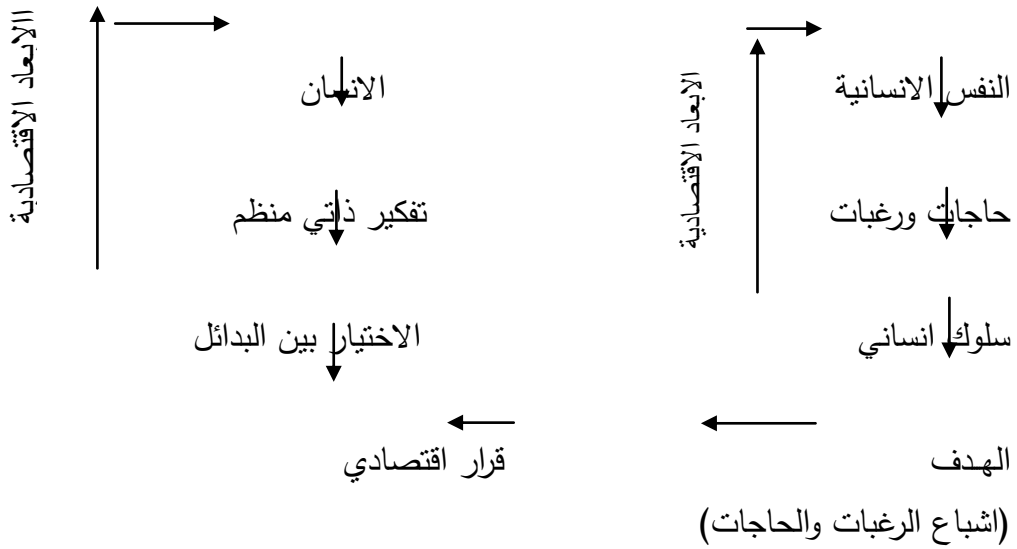 النفس الانسانية
الانسان
حاجات ورغبات
تفكير ذاتي منظم
سلوك انساني
الاختيار بين البدائل
الهدف
قرار اقتصادي
(اشباع الرغبات والحاجات)
الابعاد الاقتصادية
االابعاد الاقتصادية